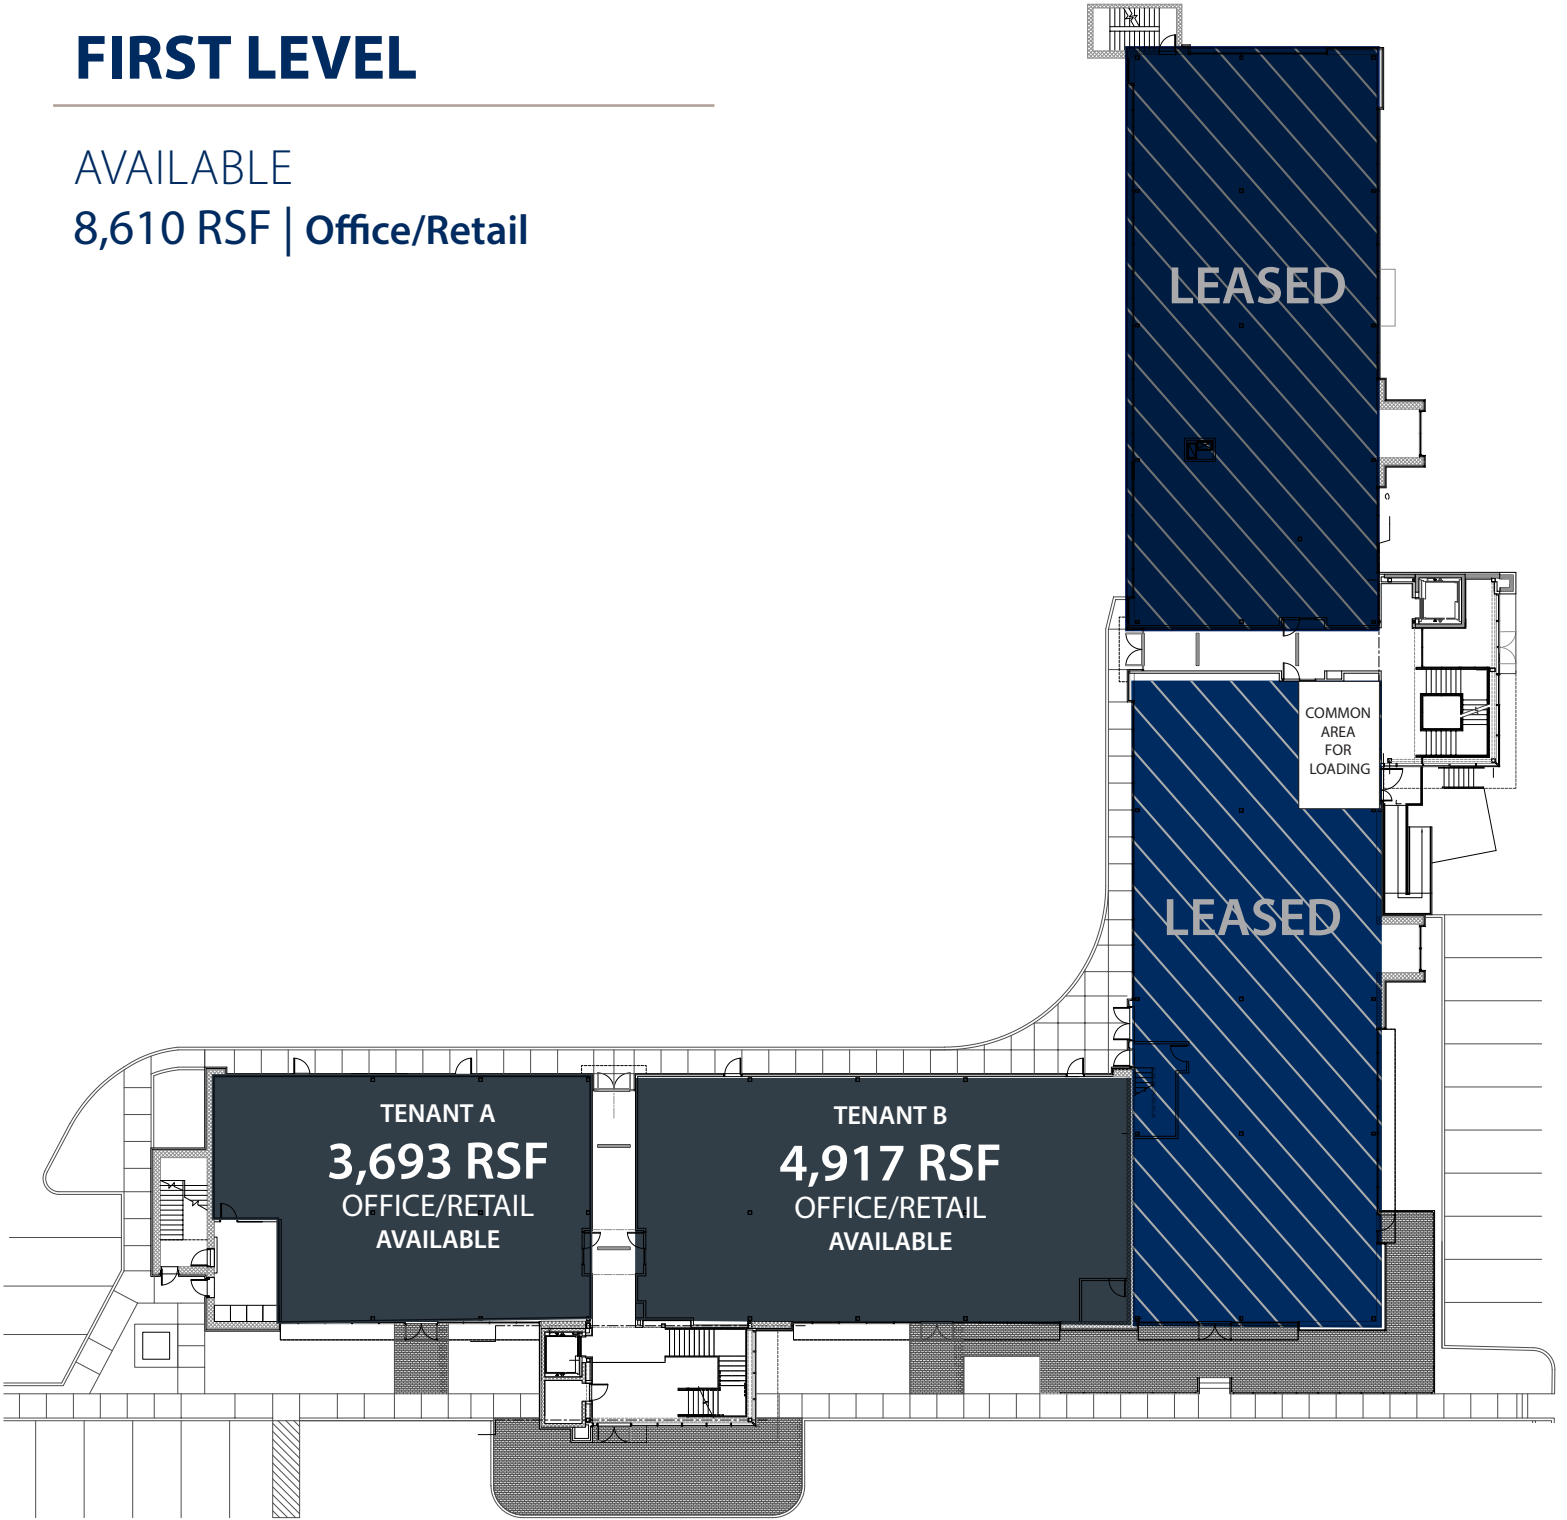 FIRST LEVEL
AVAILABLE
8,610 RSF | Office/Retail
LEASED
COMMON
AREA
FOR
LOADING
LEASED
TENANT A
3,693 RSF
OFFICE/RETAIL
AVAILABLE
TENANT B
4,917 RSF
OFFICE/RETAIL
AVAILABLE